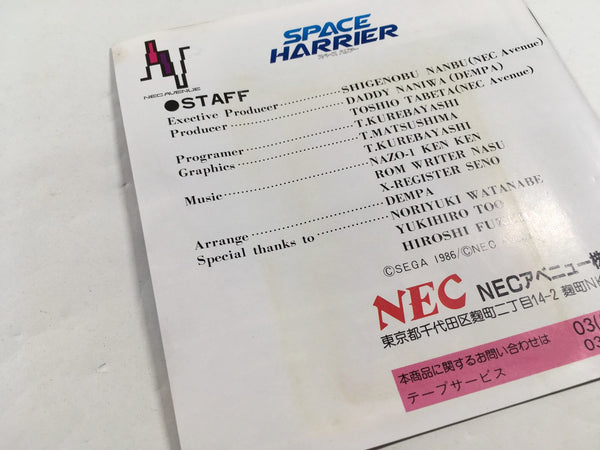 NEC AVENUE
SPACE
HARRIER
スペースハリアー
●STAFF
Exective Producer SHIGENOBU NANBU(NEC Avenue)
Producer DADDY NANIWA (DEMPA)
TOSHIO TABETA(NEC Avenue)
Programer T.KUREBAYASHI
Graphics T.MATSUSHIMA
T.KUREBAYASHI
NAZO-1 KEN KEN
Music ROM WRITER NASU
X-REGISTER SENO
Arrange DEMPA
Special thanks to NORIYUKI WATANABE
YUKIHIRO TOO
HIROSHI
©SEGA 1986/©NEC
NEC NECアベニュー
東京都千代田区麹町二丁目14-2 麹町NK
本商品に関するお問い合わせは 03(
テープサービス 03